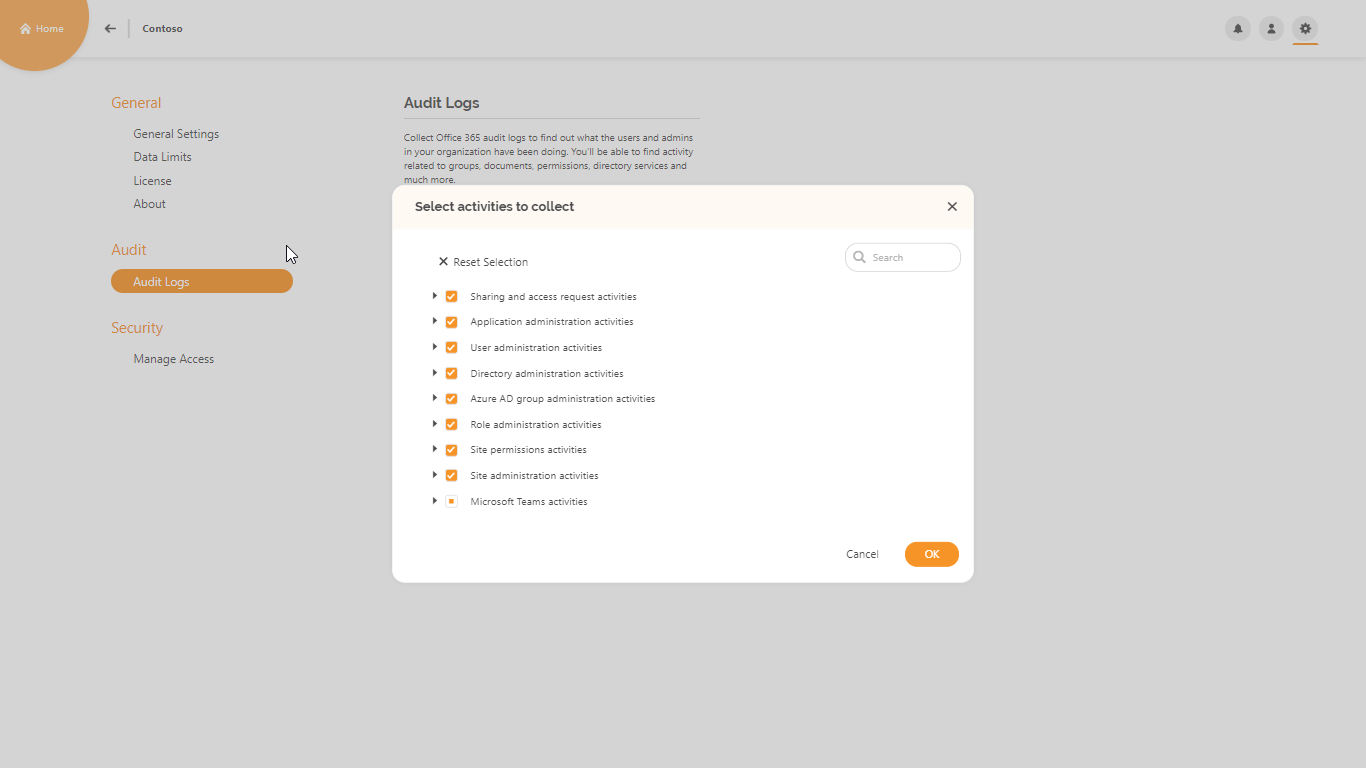 Home
Contoso
General
General Settings
Data Limits
License
About
Audit
Audit Logs
Security
Manage Access
Audit Logs
Collect Office 365 audit logs to find out what the users and admins
in your organization have been doing. You'll be able to find activity
related to groups, documents, permissions, directory services and
much more.
Select activities to collect
Reset Selection
Search
Sharing and access request activities
Application administration activities
User administration activities
Directory administration activities
Azure AD group administration activities
Role administration activities
Site permissions activities
Site administration activities
Microsoft Teams activities
Cancel
OK